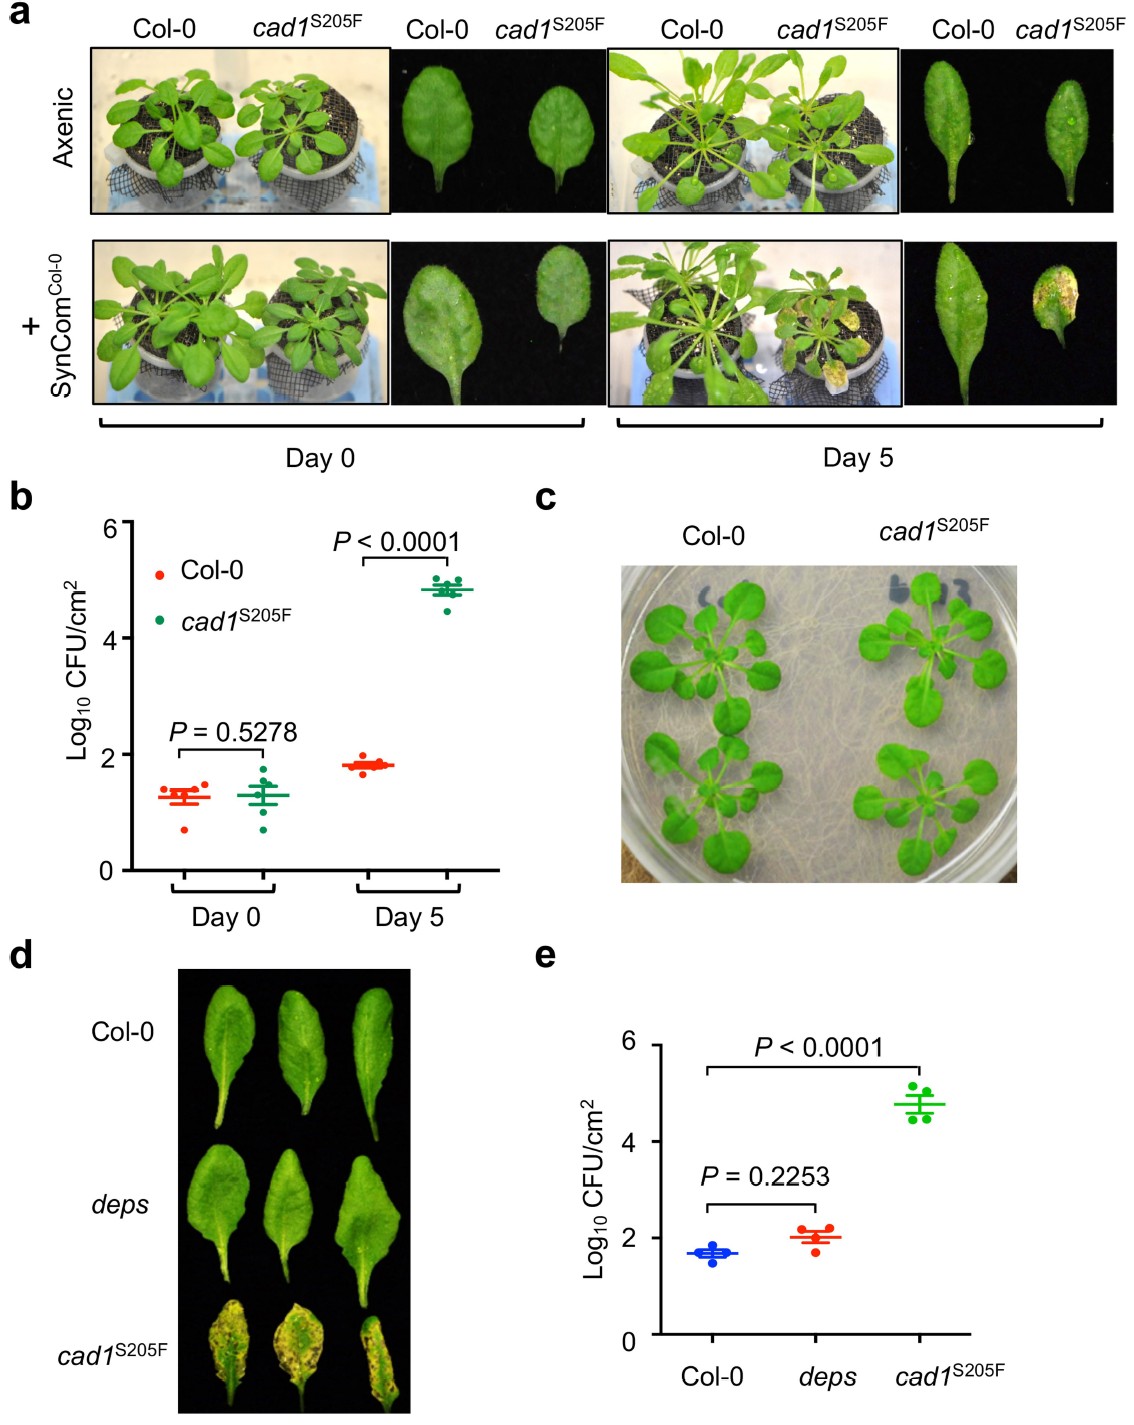 a
Col-0 cad1S205F Col-0 cad1S205F Col-0 cad1S205F Col-0 cad1S205F
Axenic
+ SynComCol-0
Day 0 Day 5
b
6
4
2
0
Log10 CFU/cm2
Col-0
cad1S205F
P = 0.5278
P < 0.0001
Day 0 Day 5
c
Col-0 cad1S205F
d
Col-0
deps
cad1S205F
e
6
4
2
0
Log10 CFU/cm2
P < 0.0001
P = 0.2253
Col-0 deps cad1S205F